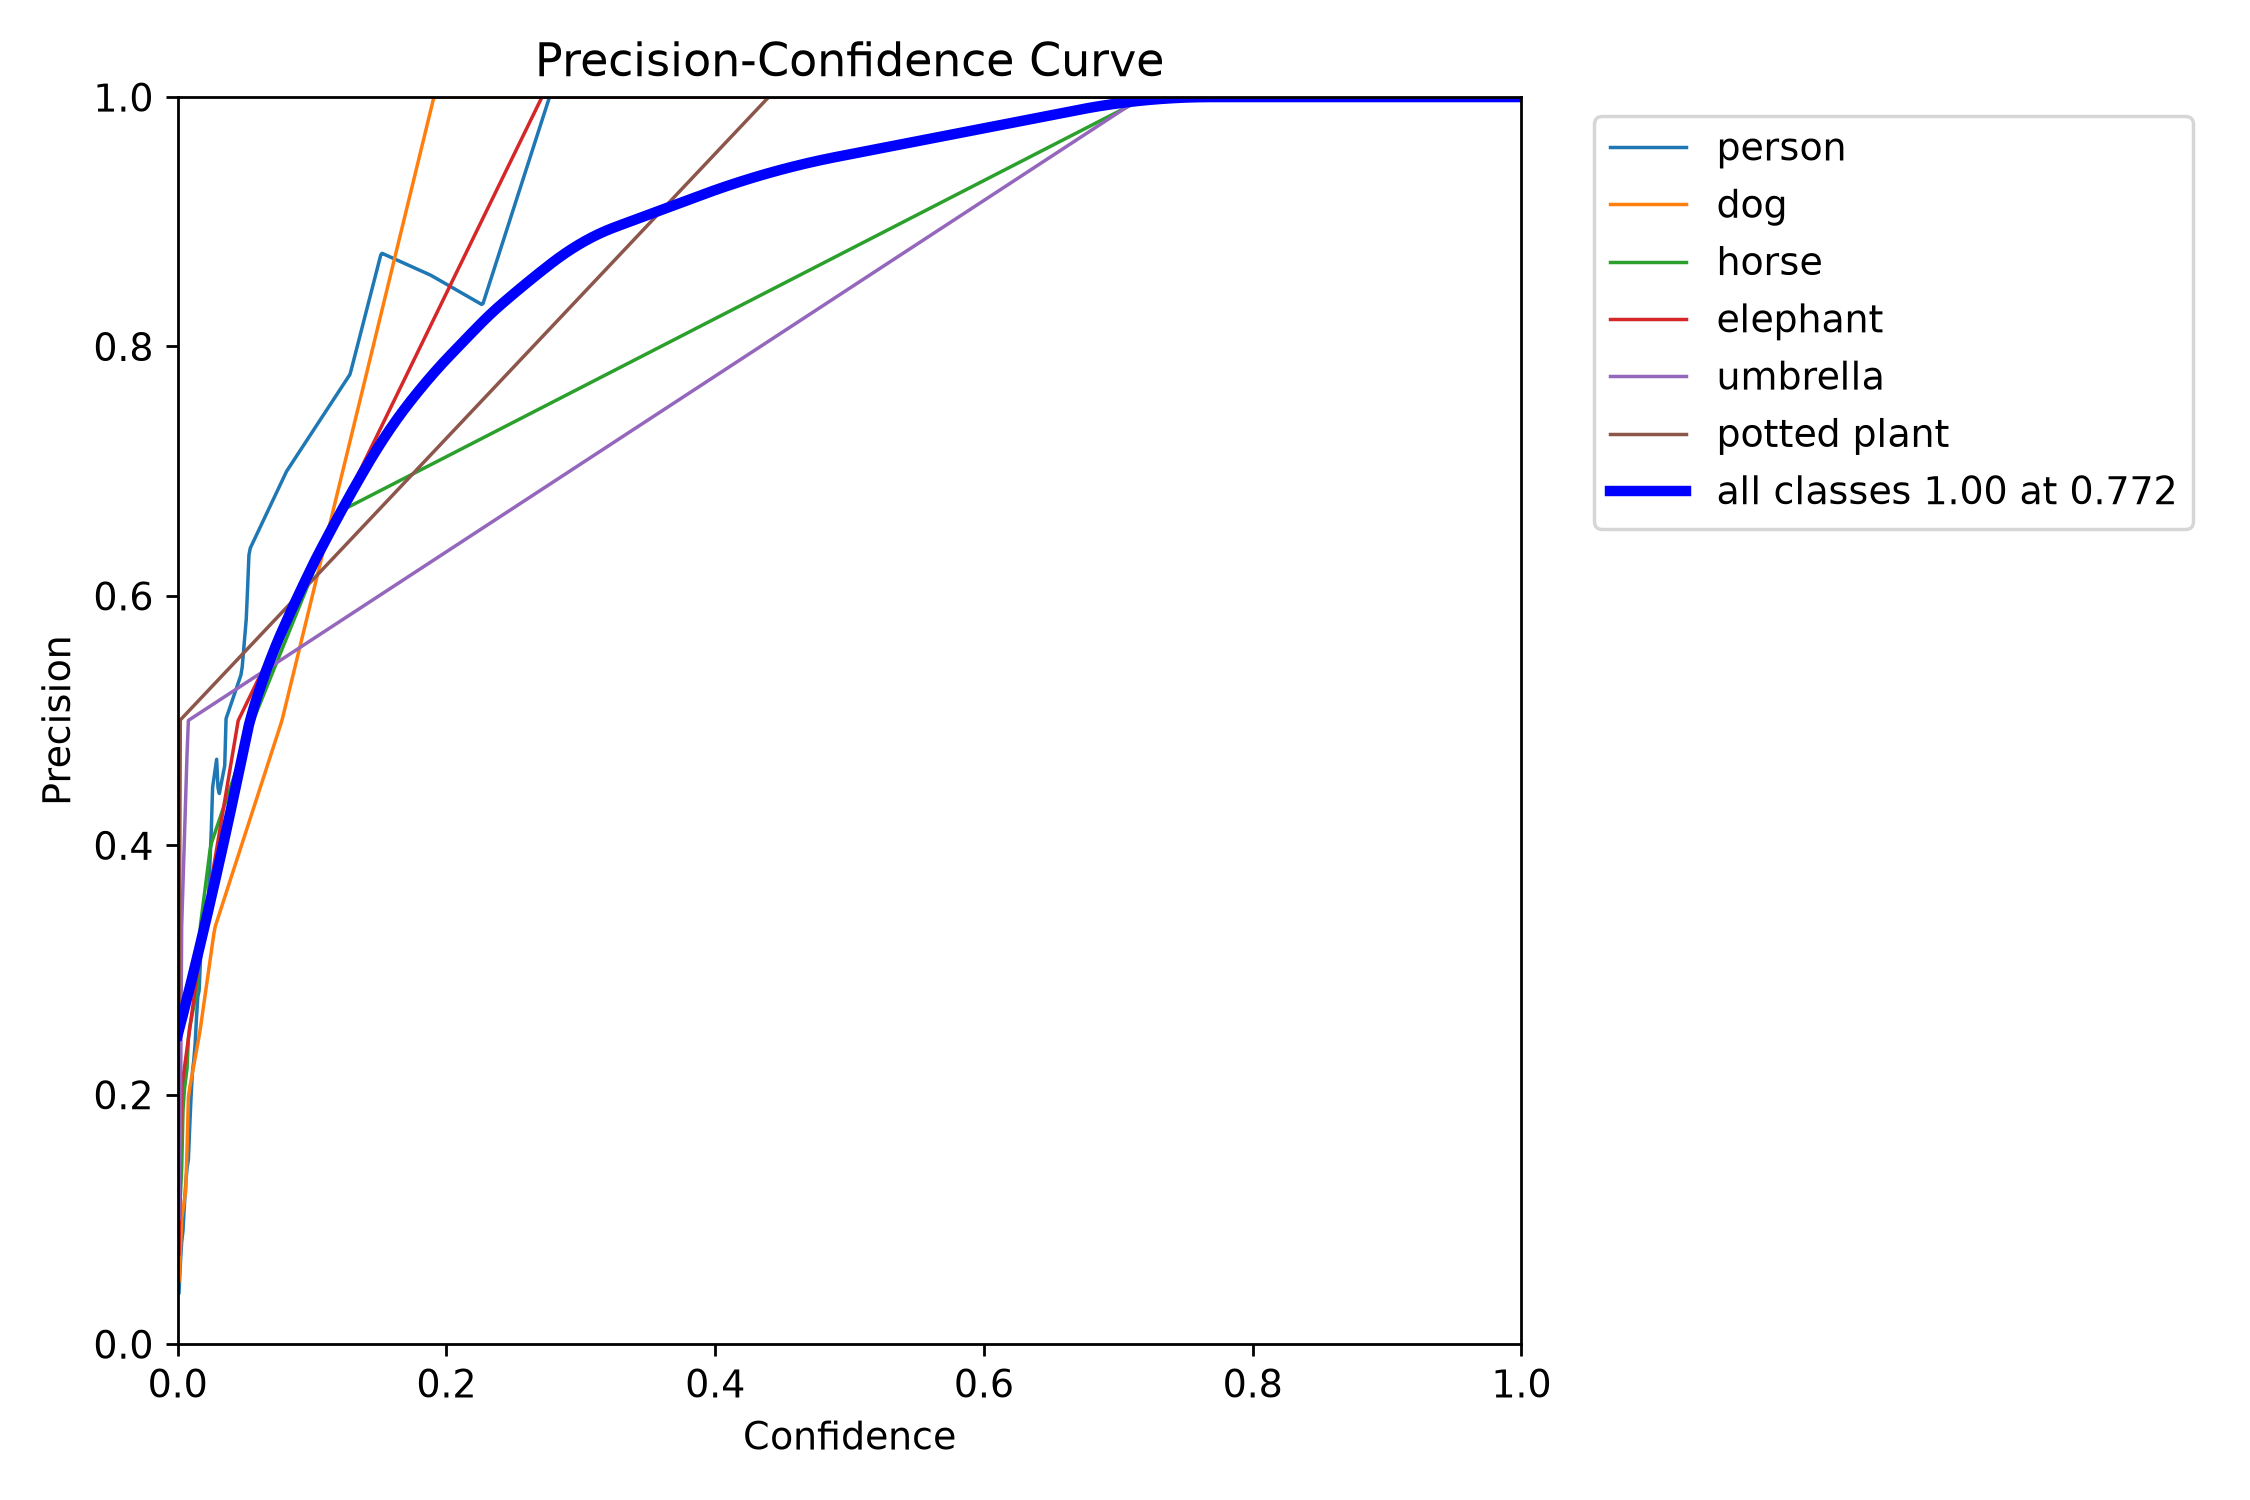 Precision-Confidence Curve
1.0
0.8
0.6
0.4
0.2
0.0
Precision
0.0 0.2 0.4 0.6 0.8 1.0
Confidence
person
dog
horse
elephant
umbrella
potted plant
all classes 1.00 at 0.772